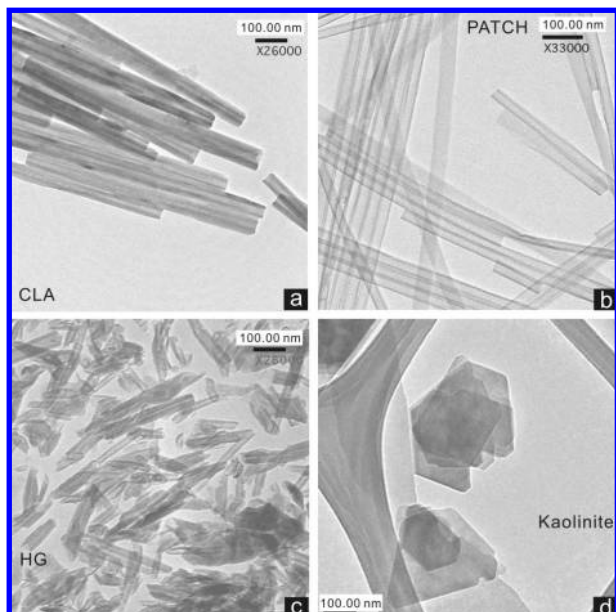 100.00 nm
X26000
CLA
a
PATCH
100.00 nm
X33000
b
100.00 nm
HG
c
Kaolinite
100.00 nm
d